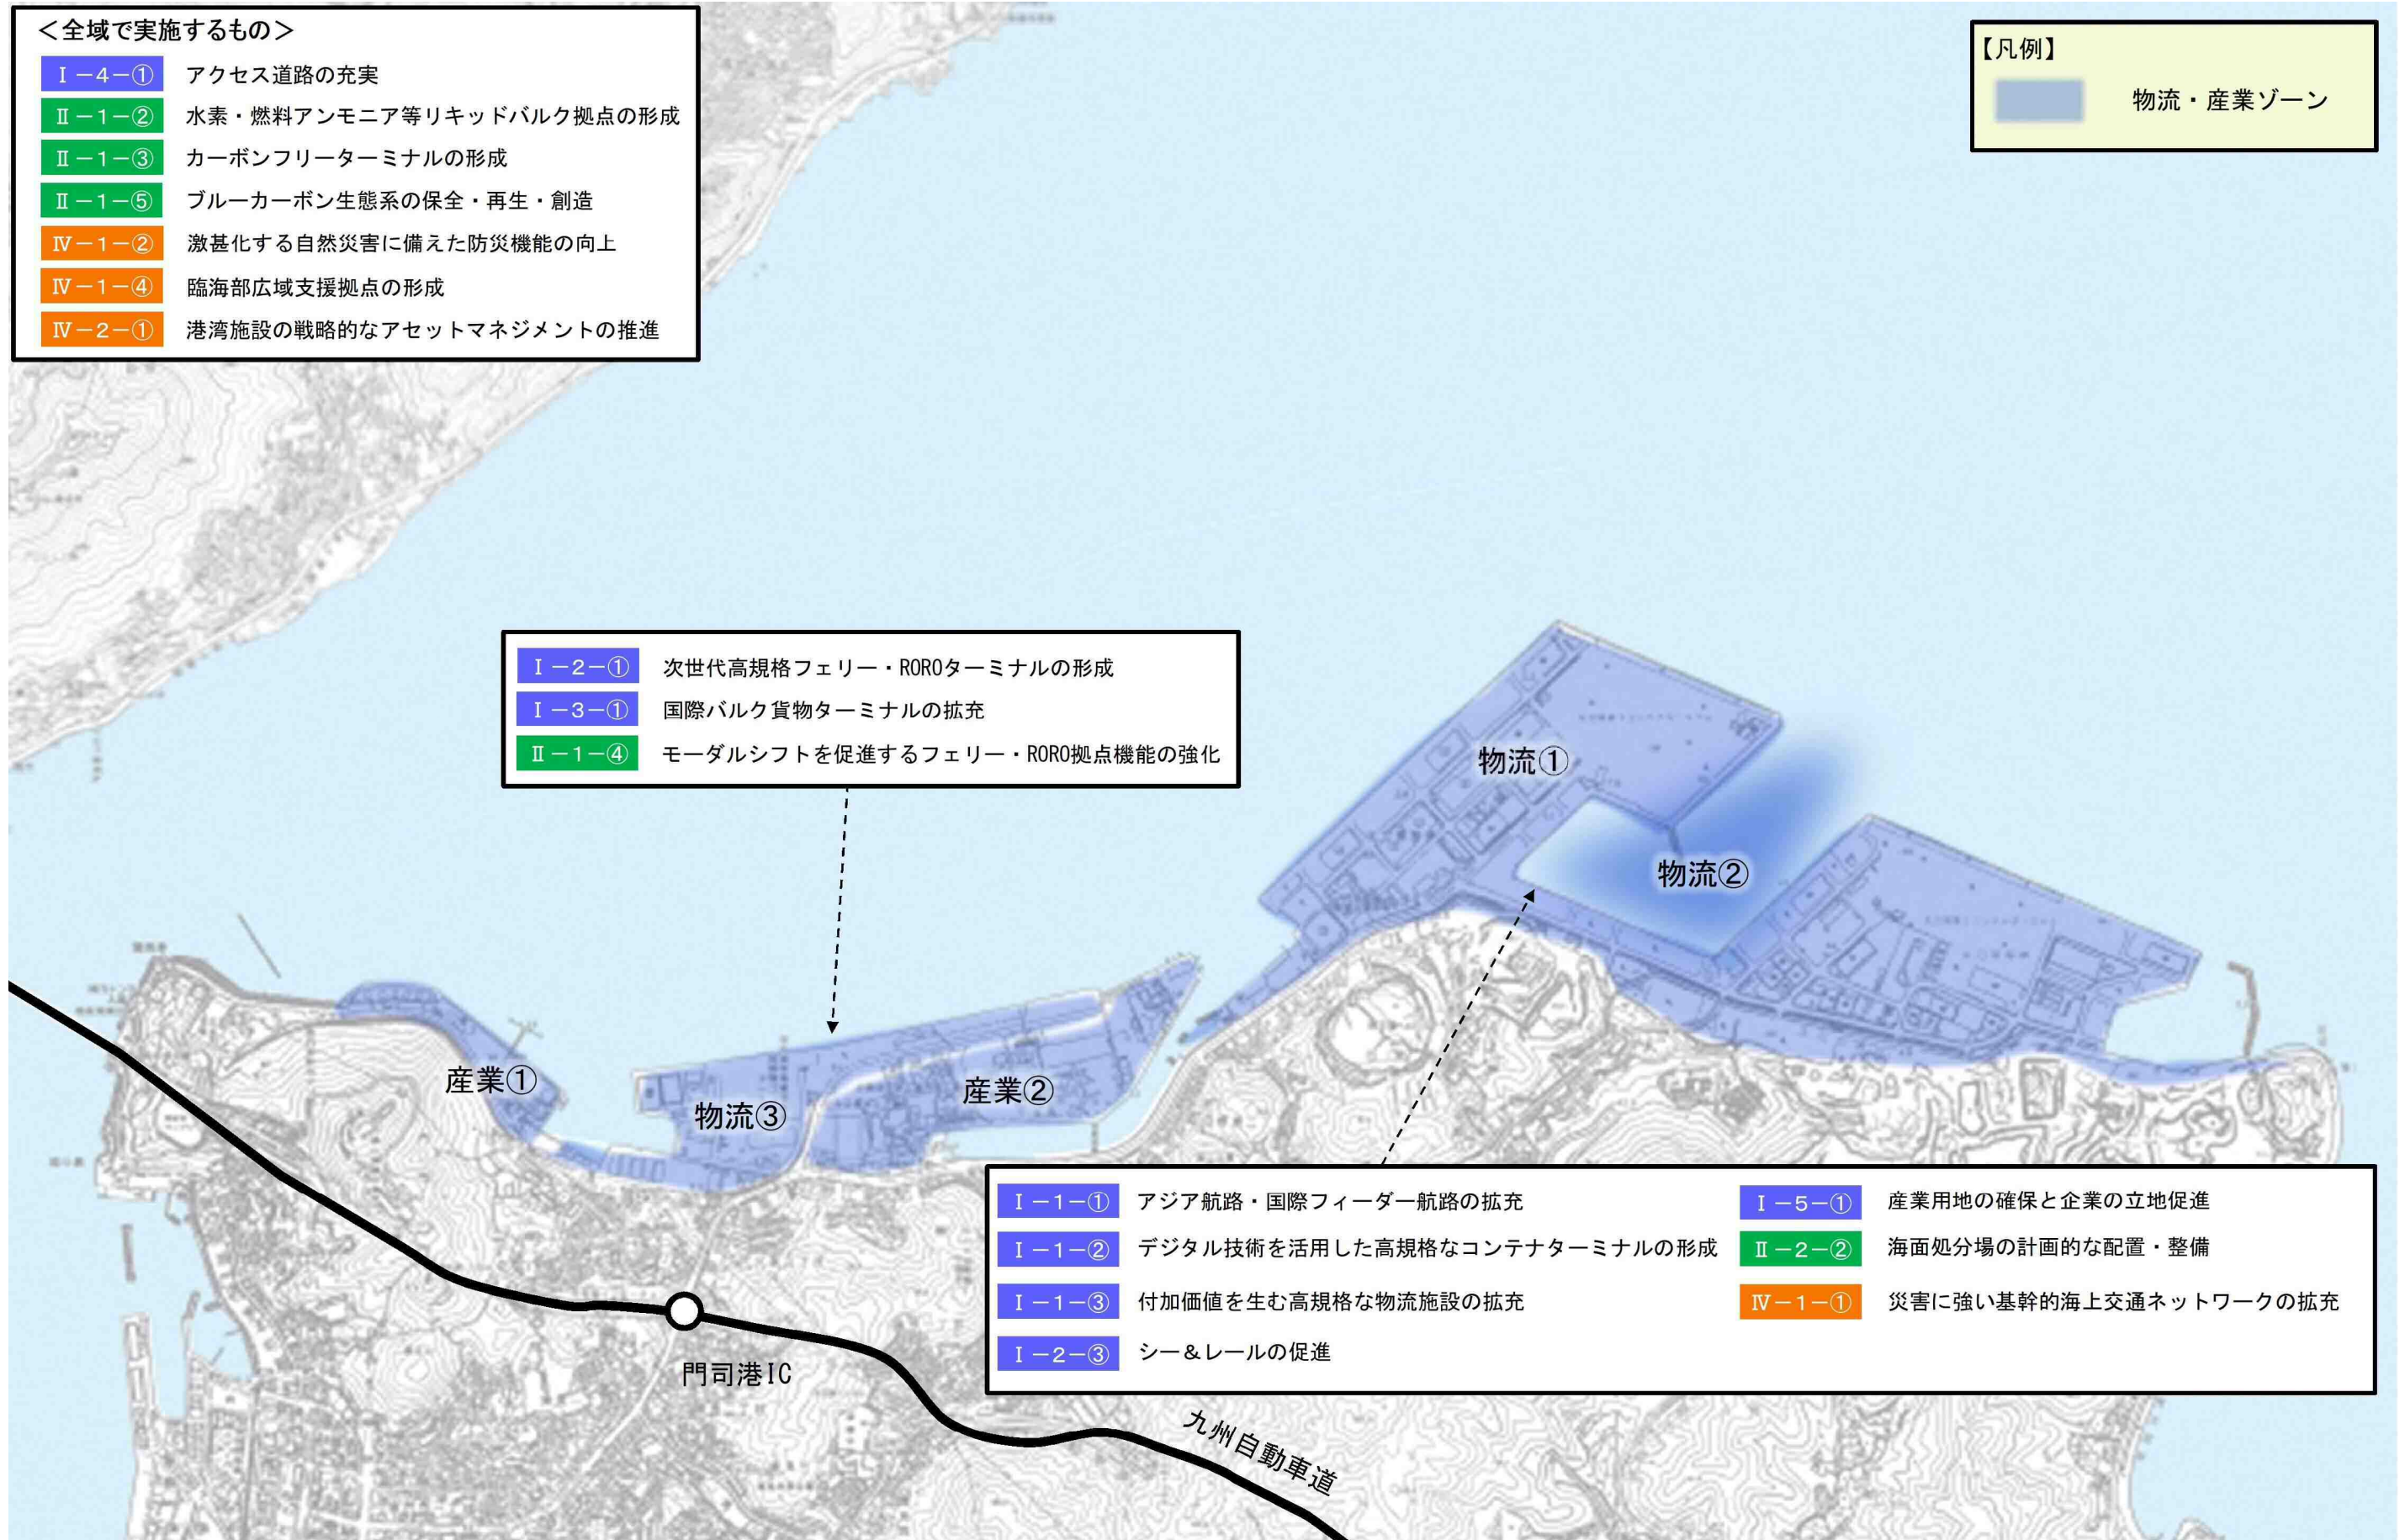 ＜全域で実施するもの＞
Ⅰ－4－① アクセス道路の充実
Ⅱ－1－② 水素・燃料アンモニア等リキッドバルク拠点の形成
Ⅱ－1－③ カーボンフリーターミナルの形成
Ⅱ－1－⑤ ブルーカーボン生態系の保全・再生・創造
Ⅳ－1－② 激甚化する自然災害に備えた防災機能の向上
Ⅳ－1－④ 臨海部広域支援拠点の形成
Ⅳ－2－① 港湾施設の戦略的なアセットマネジメントの推進
【凡例】
物流・産業ゾーン
Ⅰ－2－① 次世代高規格フェリー・ROROターミナルの形成
Ⅰ－3－① 国際バルク貨物ターミナルの拡充
Ⅱ－1－④ モーダルシフトを促進するフェリー・RORO拠点機能の強化
物流①
物流②
産業①
物流③
産業②
Ⅰ－1－① アジア航路・国際フィーダー航路の拡充
Ⅰ－1－② デジタル技術を活用した高規格なコンテナターミナルの形成
Ⅰ－1－③ 付加価値を生む高規格な物流施設の拡充
Ⅰ－2－③ シー＆レールの促進
Ⅰ－5－① 産業用地の確保と企業の立地促進
Ⅱ－2－② 海面処分場の計画的な配置・整備
Ⅳ－1－① 災害に強い基幹的海上交通ネットワークの拡充
門司港IC
九州自動車道